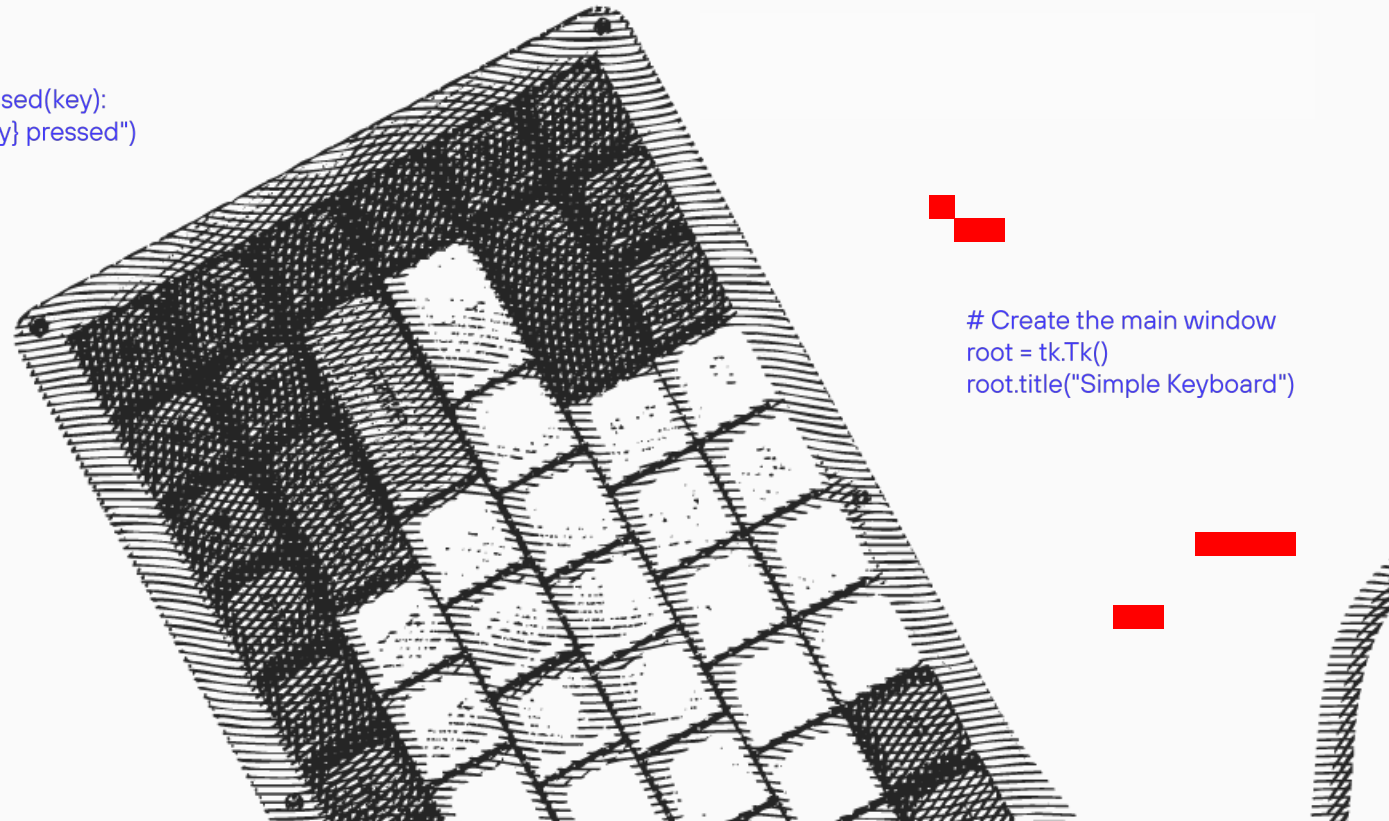 sed(key):
y} pressed")
# Create the main window
root = tk.Tk()
root.title("Simple Keyboard")